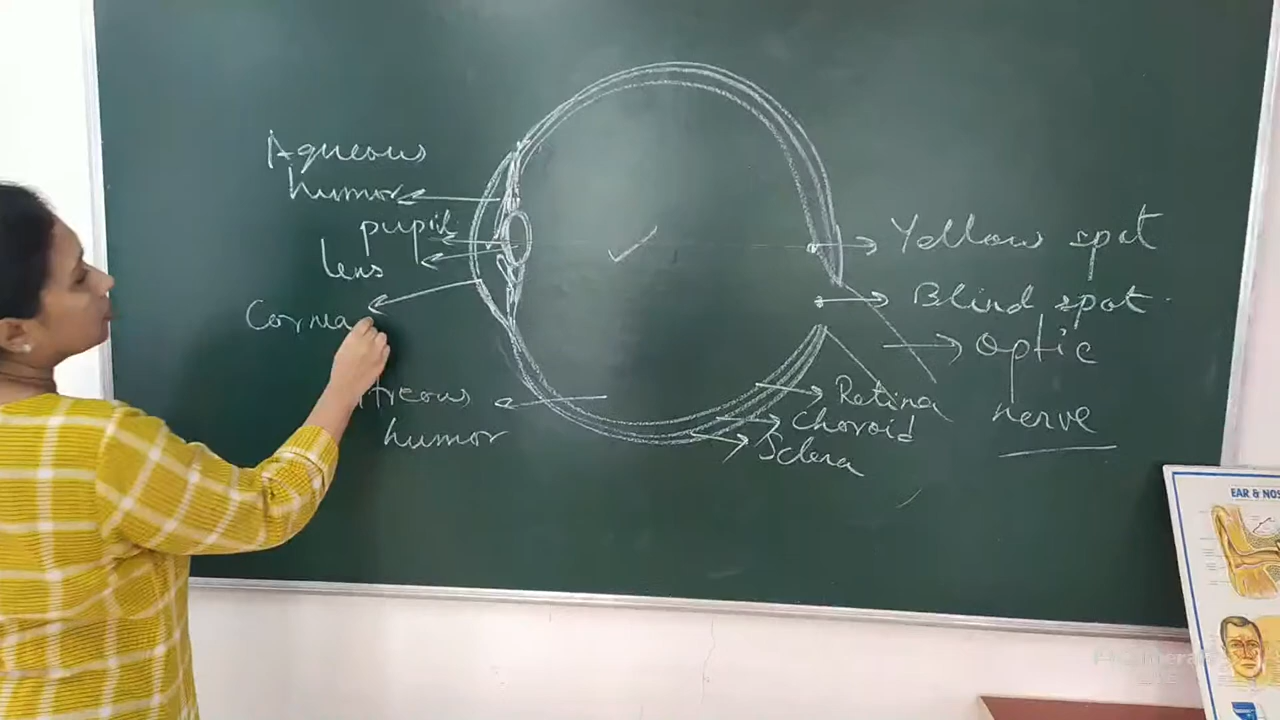 Aqueous
humor
pupil
lens
Cornea
humor
Yellow spot
Blind spot
Optic
nerve
Retina
Choroid
Sclera
EAR & NOS